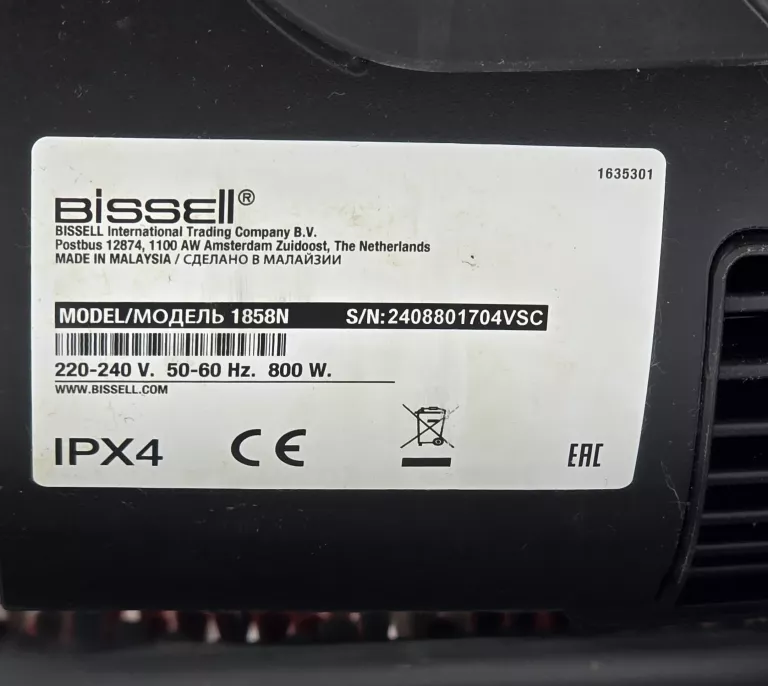 1635301
BISSELL®
BISSELL International Trading Company B.V.
Postbus 12874, 1100 AW Amsterdam Zuidoost, The Netherlands
MADE IN MALAYSIA / СДЕЛАНО В МАЛАЙЗИИ
MODEL/МОДЕЛЬ 1858N S/N:2408801704VSC
220-240 V. 50-60 Hz. 800 W.
WWW.BISSELL.COM
IPX4 CE EAC